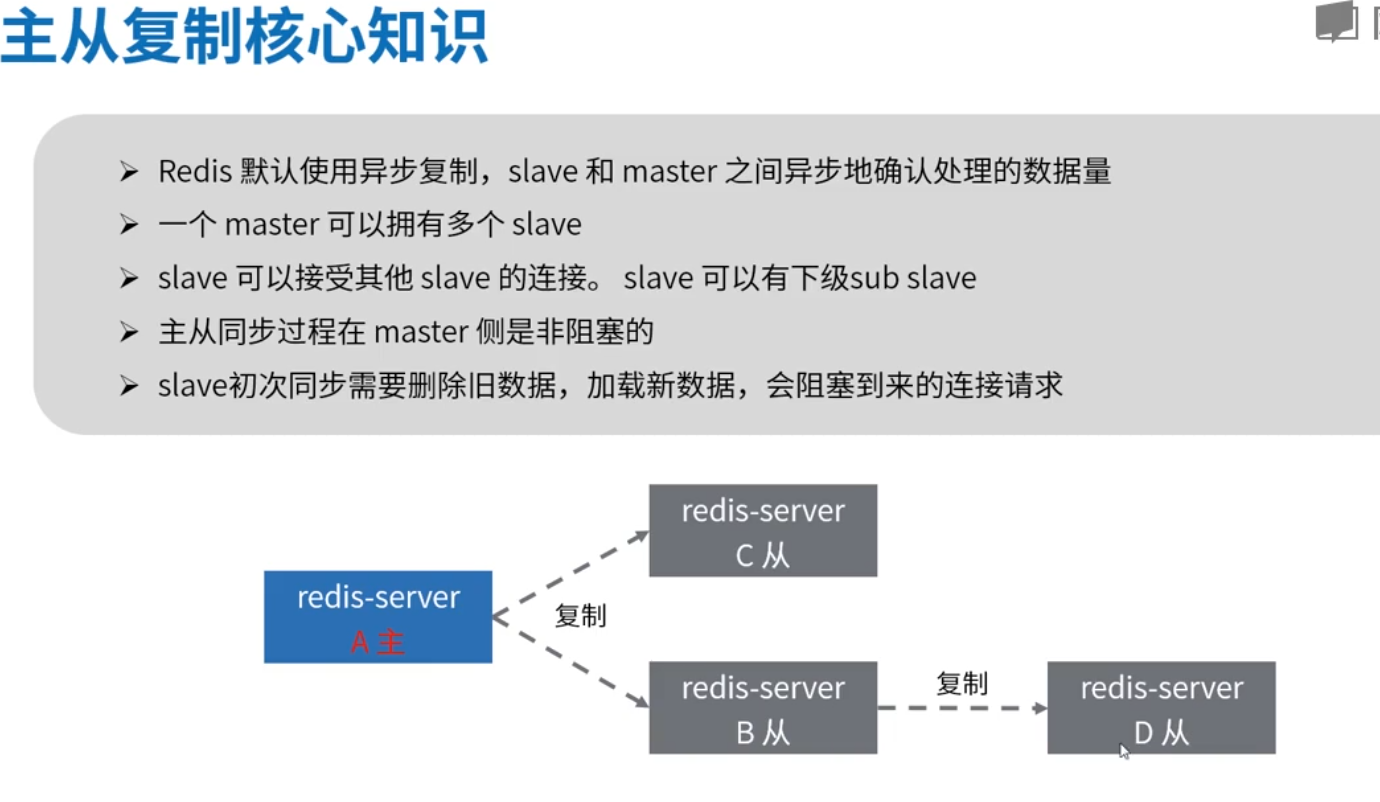 主从复制核心知识
➢ Redis 默认使用异步复制，slave 和 master 之间异步地确认处理的数据量
➢ 一个 master 可以拥有多个 slave
➢ slave 可以接受其他 slave 的连接。 slave 可以有下级sub slave
➢ 主从同步过程在 master 侧是非阻塞的
➢ slave初次同步需要删除旧数据，加载新数据，会阻塞到来的连接请求
redis-server
C 从
redis-server
A 主
复制
redis-server
B 从
复制
redis-server
D 从